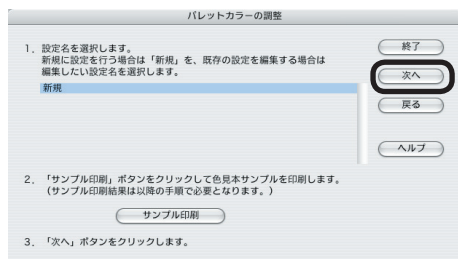 パレットカラーの調整
1. 設定名を選択します。
新規に設定を行う場合は「新規」を、既存の設定を編集する場合は
編集したい設定名を選択します。
新規
終了
次へ
戻る
ヘルプ
2. 「サンプル印刷」ボタンをクリックして色見本サンプルを印刷します。
(サンプル印刷結果は以降の手順で必要となります。)
サンプル印刷
3. 「次へ」ボタンをクリックします。